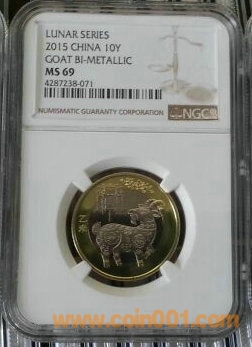 LUNAR SERIES
2015 CHINA 10Y
GOAT BI-METALLIC
MS 69
4287238-071
NUMISMATIC GUARANTY CORPORATION
NGC
www.coin001.com